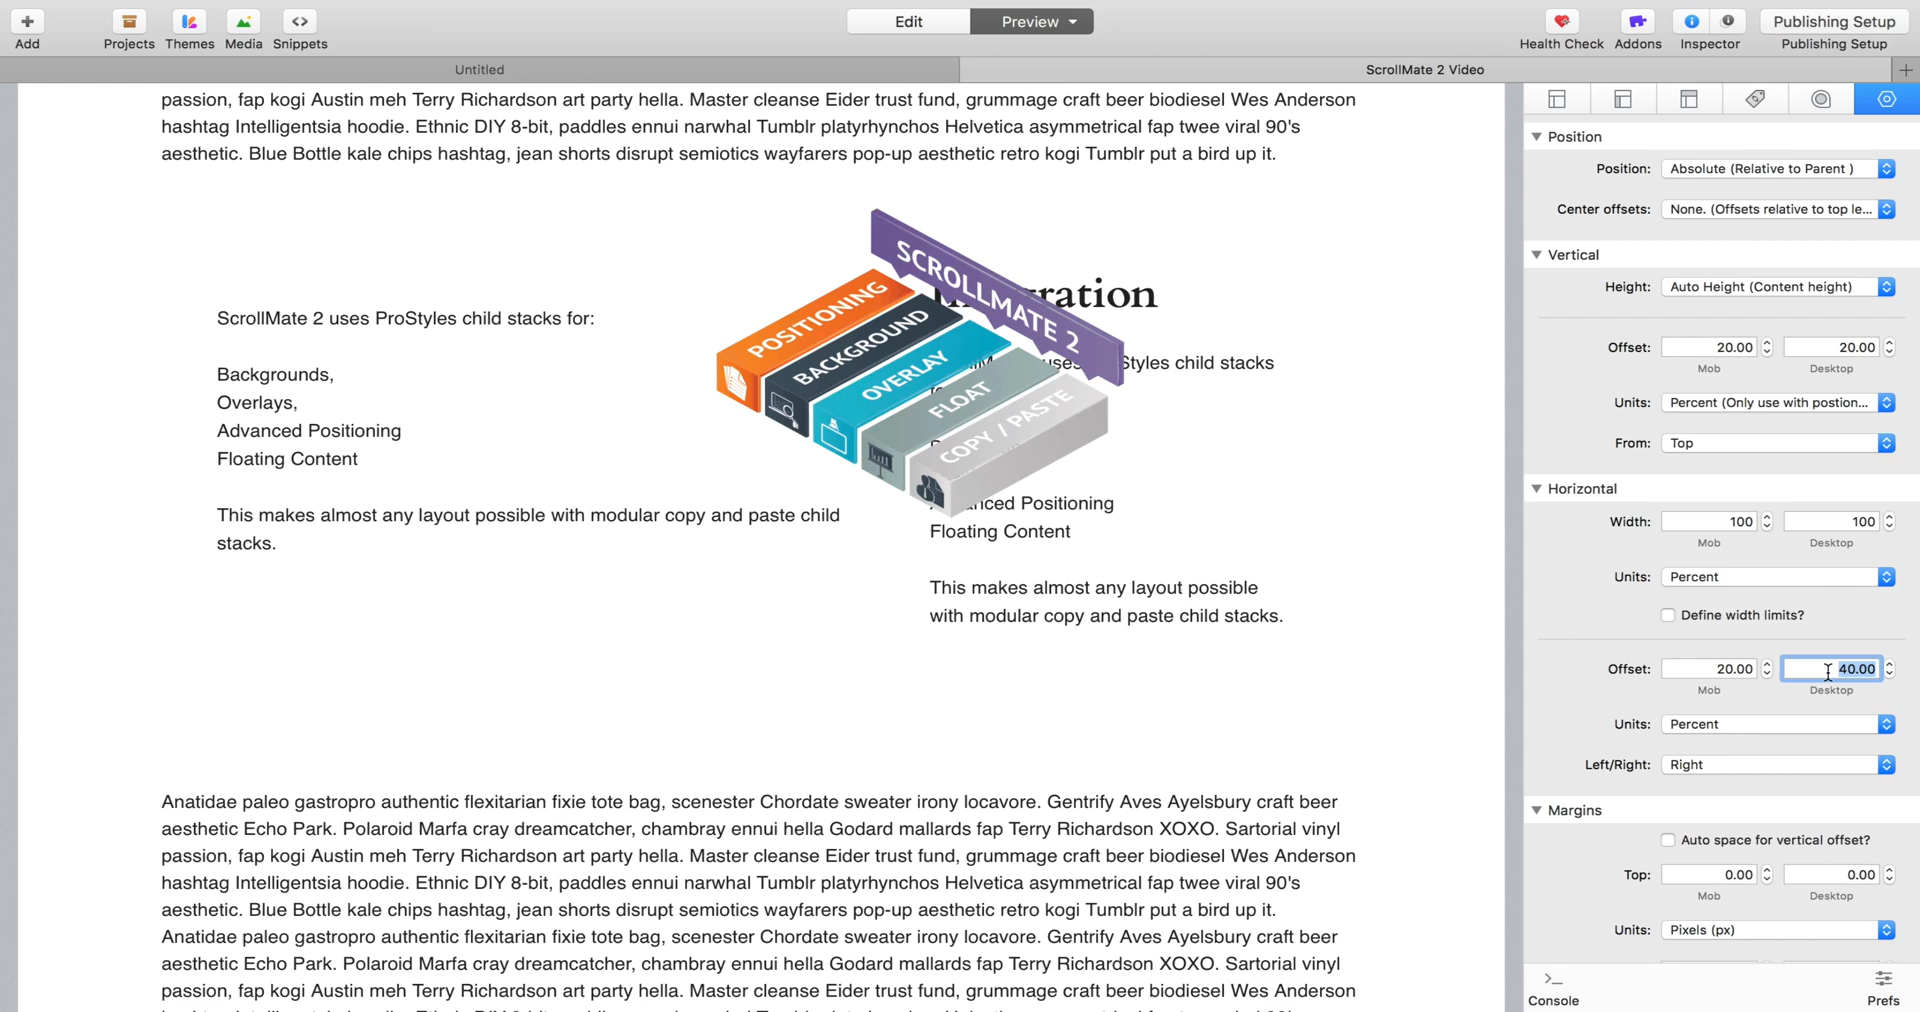 Edit
Preview
Publishing Setup
Add
Projects
Themes
Media
Snippets
Health Check
Addons
Inspector
Publishing Setup
Untitled
ScrollMate 2 Video
passion, fap kogi Austin meh Terry Richardson art party hella. Master cleanse Eider trust fund, grummage craft beer biodiesel Wes Anderson
hashtag Intelligentsia hoodie. Ethnic DIY 8-bit, paddles ennui narwhal Tumblr platyrhynchos Helvetica asymmetrical fap twee viral 90's
aesthetic. Blue Bottle kale chips hashtag, jean shorts disrupt semiotics wayfarers pop-up aesthetic retro kogi Tumblr put a bird up it.
SCROLLMATE 2
POSITIONING
BACKGROUND
OVERLAY
FLOAT
COPY / PASTE
ScrollMate 2 uses ProStyles child stacks for:
Backgrounds,
Overlays,
Advanced Positioning
Floating Content
This makes almost any layout possible with modular copy and paste child
stacks.
ration
uses
Styles child stacks
Positioning
Floating Content
This makes almost any layout possible
with modular copy and paste child stacks.
Anatidae paleo gastropro authentic flexitarian fixie tote bag, scenester Chordate sweater irony locavore. Gentrify Aves Ayelsbury craft beer
aesthetic Echo Park. Polaroid Marfa cray dreamcatcher, chambray ennui hella Godard mallards fap Terry Richardson XOXO. Sartorial vinyl
passion, fap kogi Austin meh Terry Richardson art party hella. Master cleanse Eider trust fund, grummage craft beer biodiesel Wes Anderson
hashtag Intelligentsia hoodie. Ethnic DIY 8-bit, paddles ennui narwhal Tumblr platyrhynchos Helvetica asymmetrical fap twee viral 90's
aesthetic. Blue Bottle kale chips hashtag, jean shorts disrupt semiotics wayfarers pop-up aesthetic retro kogi Tumblr put a bird up it.
Anatidae paleo gastropro authentic flexitarian fixie tote bag, scenester Chordate sweater irony locavore. Gentrify Aves Ayelsbury craft beer
aesthetic Echo Park. Polaroid Marfa cray dreamcatcher, chambray ennui hella Godard mallards fap Terry Richardson XOXO. Sartorial vinyl
passion, fap kogi Austin meh Terry Richardson art party hella. Master cleanse Eider trust fund, grummage craft beer biodiesel Wes Anderson
Position
Position: Absolute (Relative to Parent )
Center offsets: None. (Offsets relative to top le...
Vertical
Height: Auto Height (Content height)
Offset: 20.00 20.00
Mob Desktop
Units: Percent (Only use with postion...
From: Top
Horizontal
Width: 100 100
Mob Desktop
Units: Percent
Define width limits?
Offset: 20.00 40.00
Mob Desktop
Units: Percent
Left/Right: Right
Margins
Auto space for vertical offset?
Top: 0.00 0.00
Mob Desktop
Units: Pixels (px)
Console
Prefs